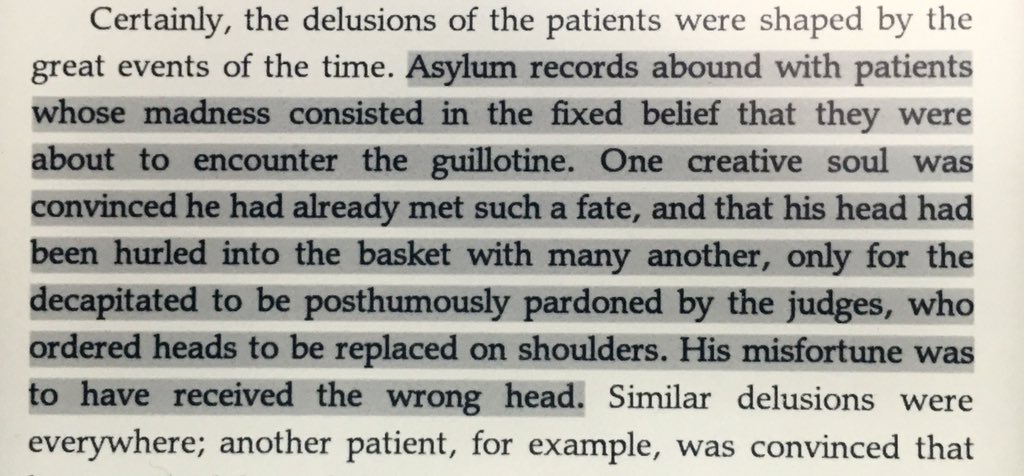 Certainly, the delusions of the patients were shaped by the
great events of the time. Asylum records abound with patients
whose madness consisted in the fixed belief that they were
about to encounter the guillotine. One creative soul was
convinced he had already met such a fate, and that his head had
been hurled into the basket with many another, only for the
decapitated to be posthumously pardoned by the judges, who
ordered heads to be replaced on shoulders. His misfortune was
to have received the wrong head. Similar delusions were
everywhere; another patient, for example, was convinced that